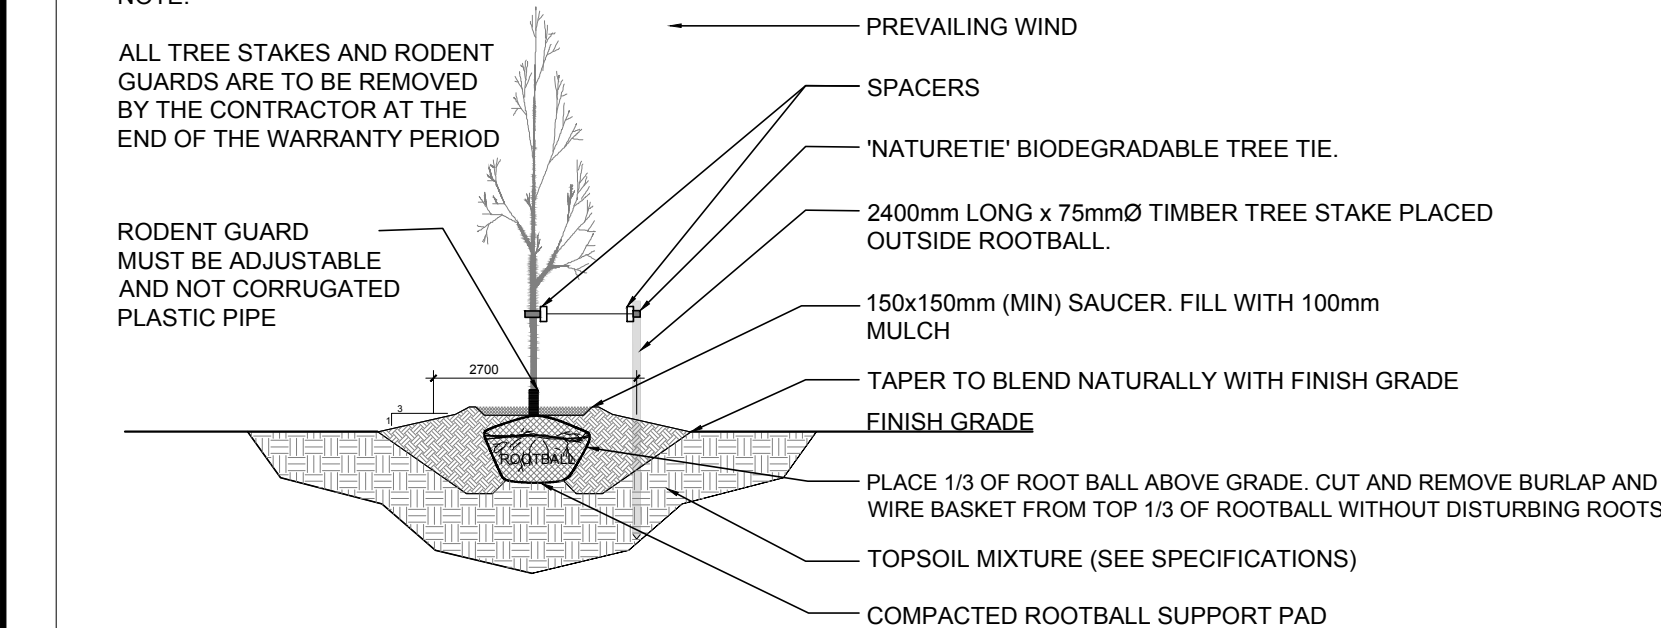 NOTE:
ALL TREE STAKES AND RODENT
GUARDS ARE TO BE REMOVED
BY THE CONTRACTOR AT THE
END OF THE WARRANTY PERIOD
RODENT GUARD
MUST BE ADJUSTABLE
AND NOT CORRUGATED
PLASTIC PIPE
PREVAILING WIND
SPACERS
'NATURETIE' BIODEGRADABLE TREE TIE.
2400mm LONG x 75mmØ TIMBER TREE STAKE PLACED
OUTSIDE ROOTBALL.
150x150mm (MIN) SAUCER. FILL WITH 100mm
MULCH
2700
3
1
TAPER TO BLEND NATURALLY WITH FINISH GRADE
FINISH GRADE
ROOTBALL
PLACE 1/3 OF ROOT BALL ABOVE GRADE. CUT AND REMOVE BURLAP AND
WIRE BASKET FROM TOP 1/3 OF ROOTBALL WITHOUT DISTURBING ROOTS
TOPSOIL MIXTURE (SEE SPECIFICATIONS)
COMPACTED ROOTBALL SUPPORT PAD